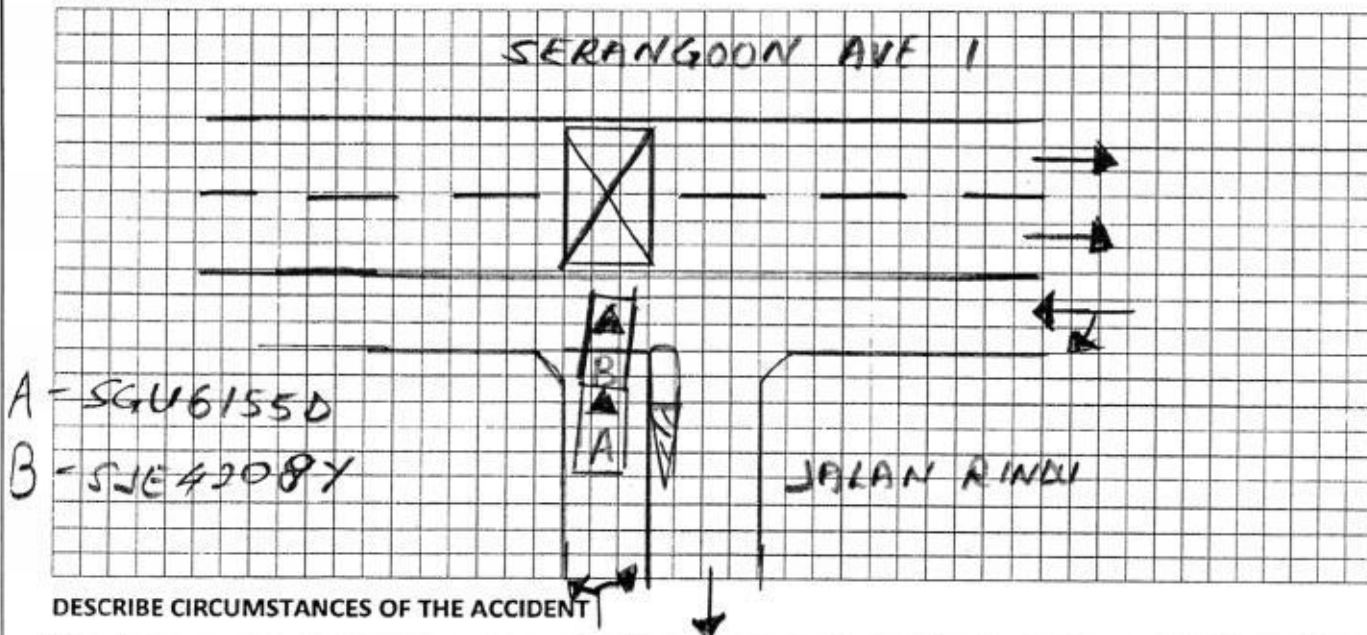 SERANGOON AVE 1
B
A
A - SGU6155D
B - SJE4208Y
JALAN RINDU
DESCRIBE CIRCUMSTANCES OF THE ACCIDENT